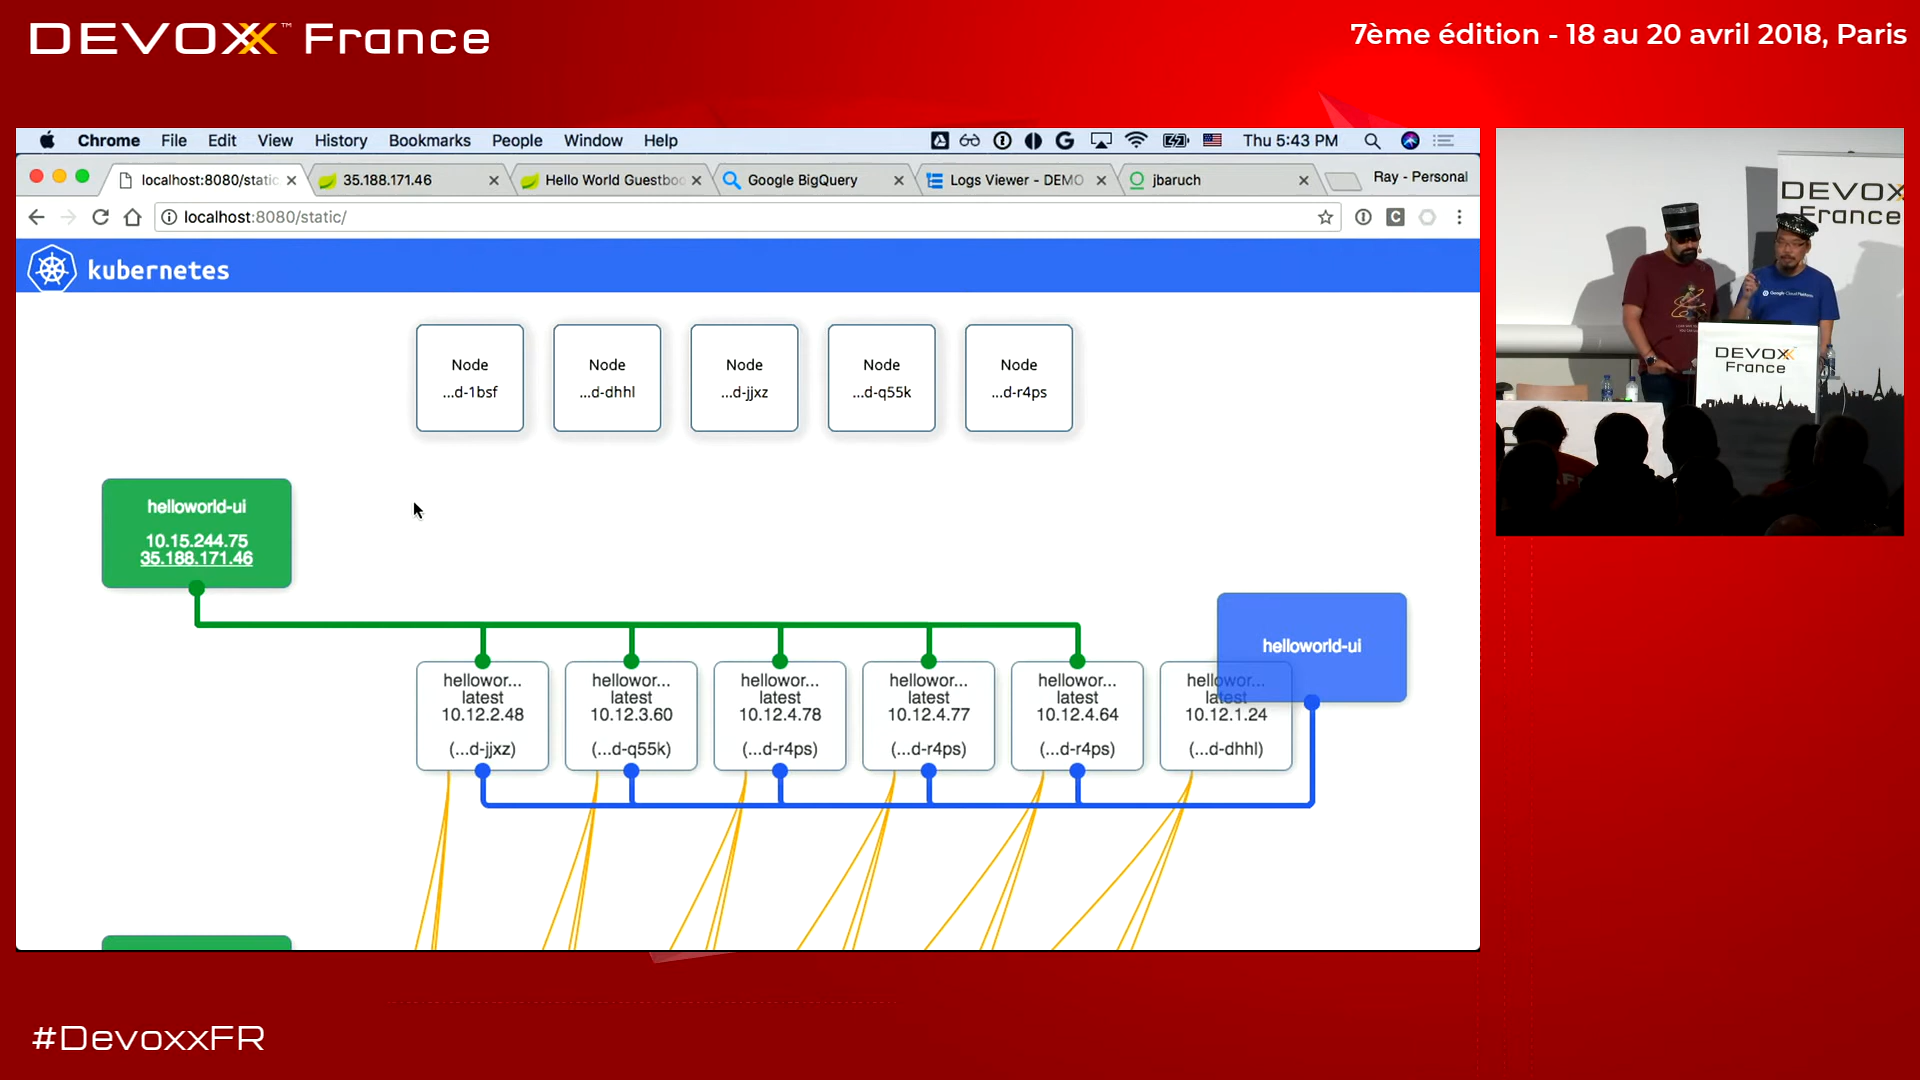 DEVOXX™ France
7ème édition - 18 au 20 avril 2018, Paris
Chrome File Edit View History Bookmarks People Window Help
Thu 5:43 PM
localhost:8080/static
35.188.171.46
Hello World Guestboo
Google BigQuery
Logs Viewer - DEMO
jbaruch
Ray - Personal
localhost:8080/static/
kubernetes
Node
...d-1bsf
Node
...d-dhhl
Node
...d-jjxz
Node
...d-q55k
Node
...d-r4ps
helloworld-ui
10.15.244.75
35.188.171.46
helloworld-ui
hellowor...
latest
10.12.2.48
(...d-jjxz)
hellowor...
latest
10.12.3.60
(...d-q55k)
hellowor...
latest
10.12.4.78
(...d-r4ps)
hellowor...
latest
10.12.4.77
(...d-r4ps)
hellowor...
latest
10.12.4.64
(...d-r4ps)
hellowor...
latest
10.12.1.24
(...d-dhhl)
DEVOXX
France
Google Cloud Platform
DEVOXX
France
#DevoxxFR